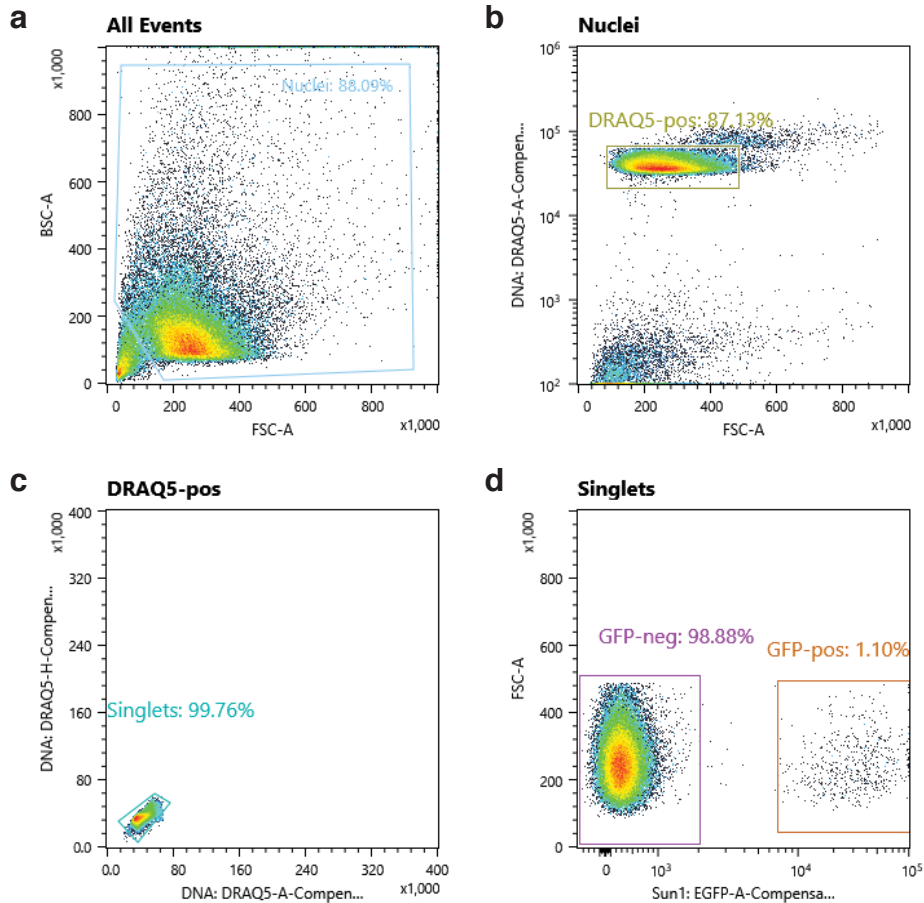 a
All Events
x1,000
BSC-A
Nuclei: 88.09%
800
600
400
200
0
0 200 400 600 800
FSC-A
x1,000
b
Nuclei
DNA: DRAQ5-A-Compen...
DRAQ5-pos: 87.13%
10⁶
10⁵
10⁴
10³
10²
0 200 400 600 800
FSC-A
x1,000
c
DRAQ5-pos
x1,000
DNA: DRAQ5-H-Compen...
Singlets: 99.76%
400
320
240
160
80
0.0
0.0 80 160 240 320 400
DNA: DRAQ5-A-Compen...
x1,000
d
Singlets
x1,000
FSC-A
GFP-neg: 98.88%
GFP-pos: 1.10%
800
600
400
200
0
0 10³ 10⁴ 10⁵
Sun1: EGFP-A-Compensa...